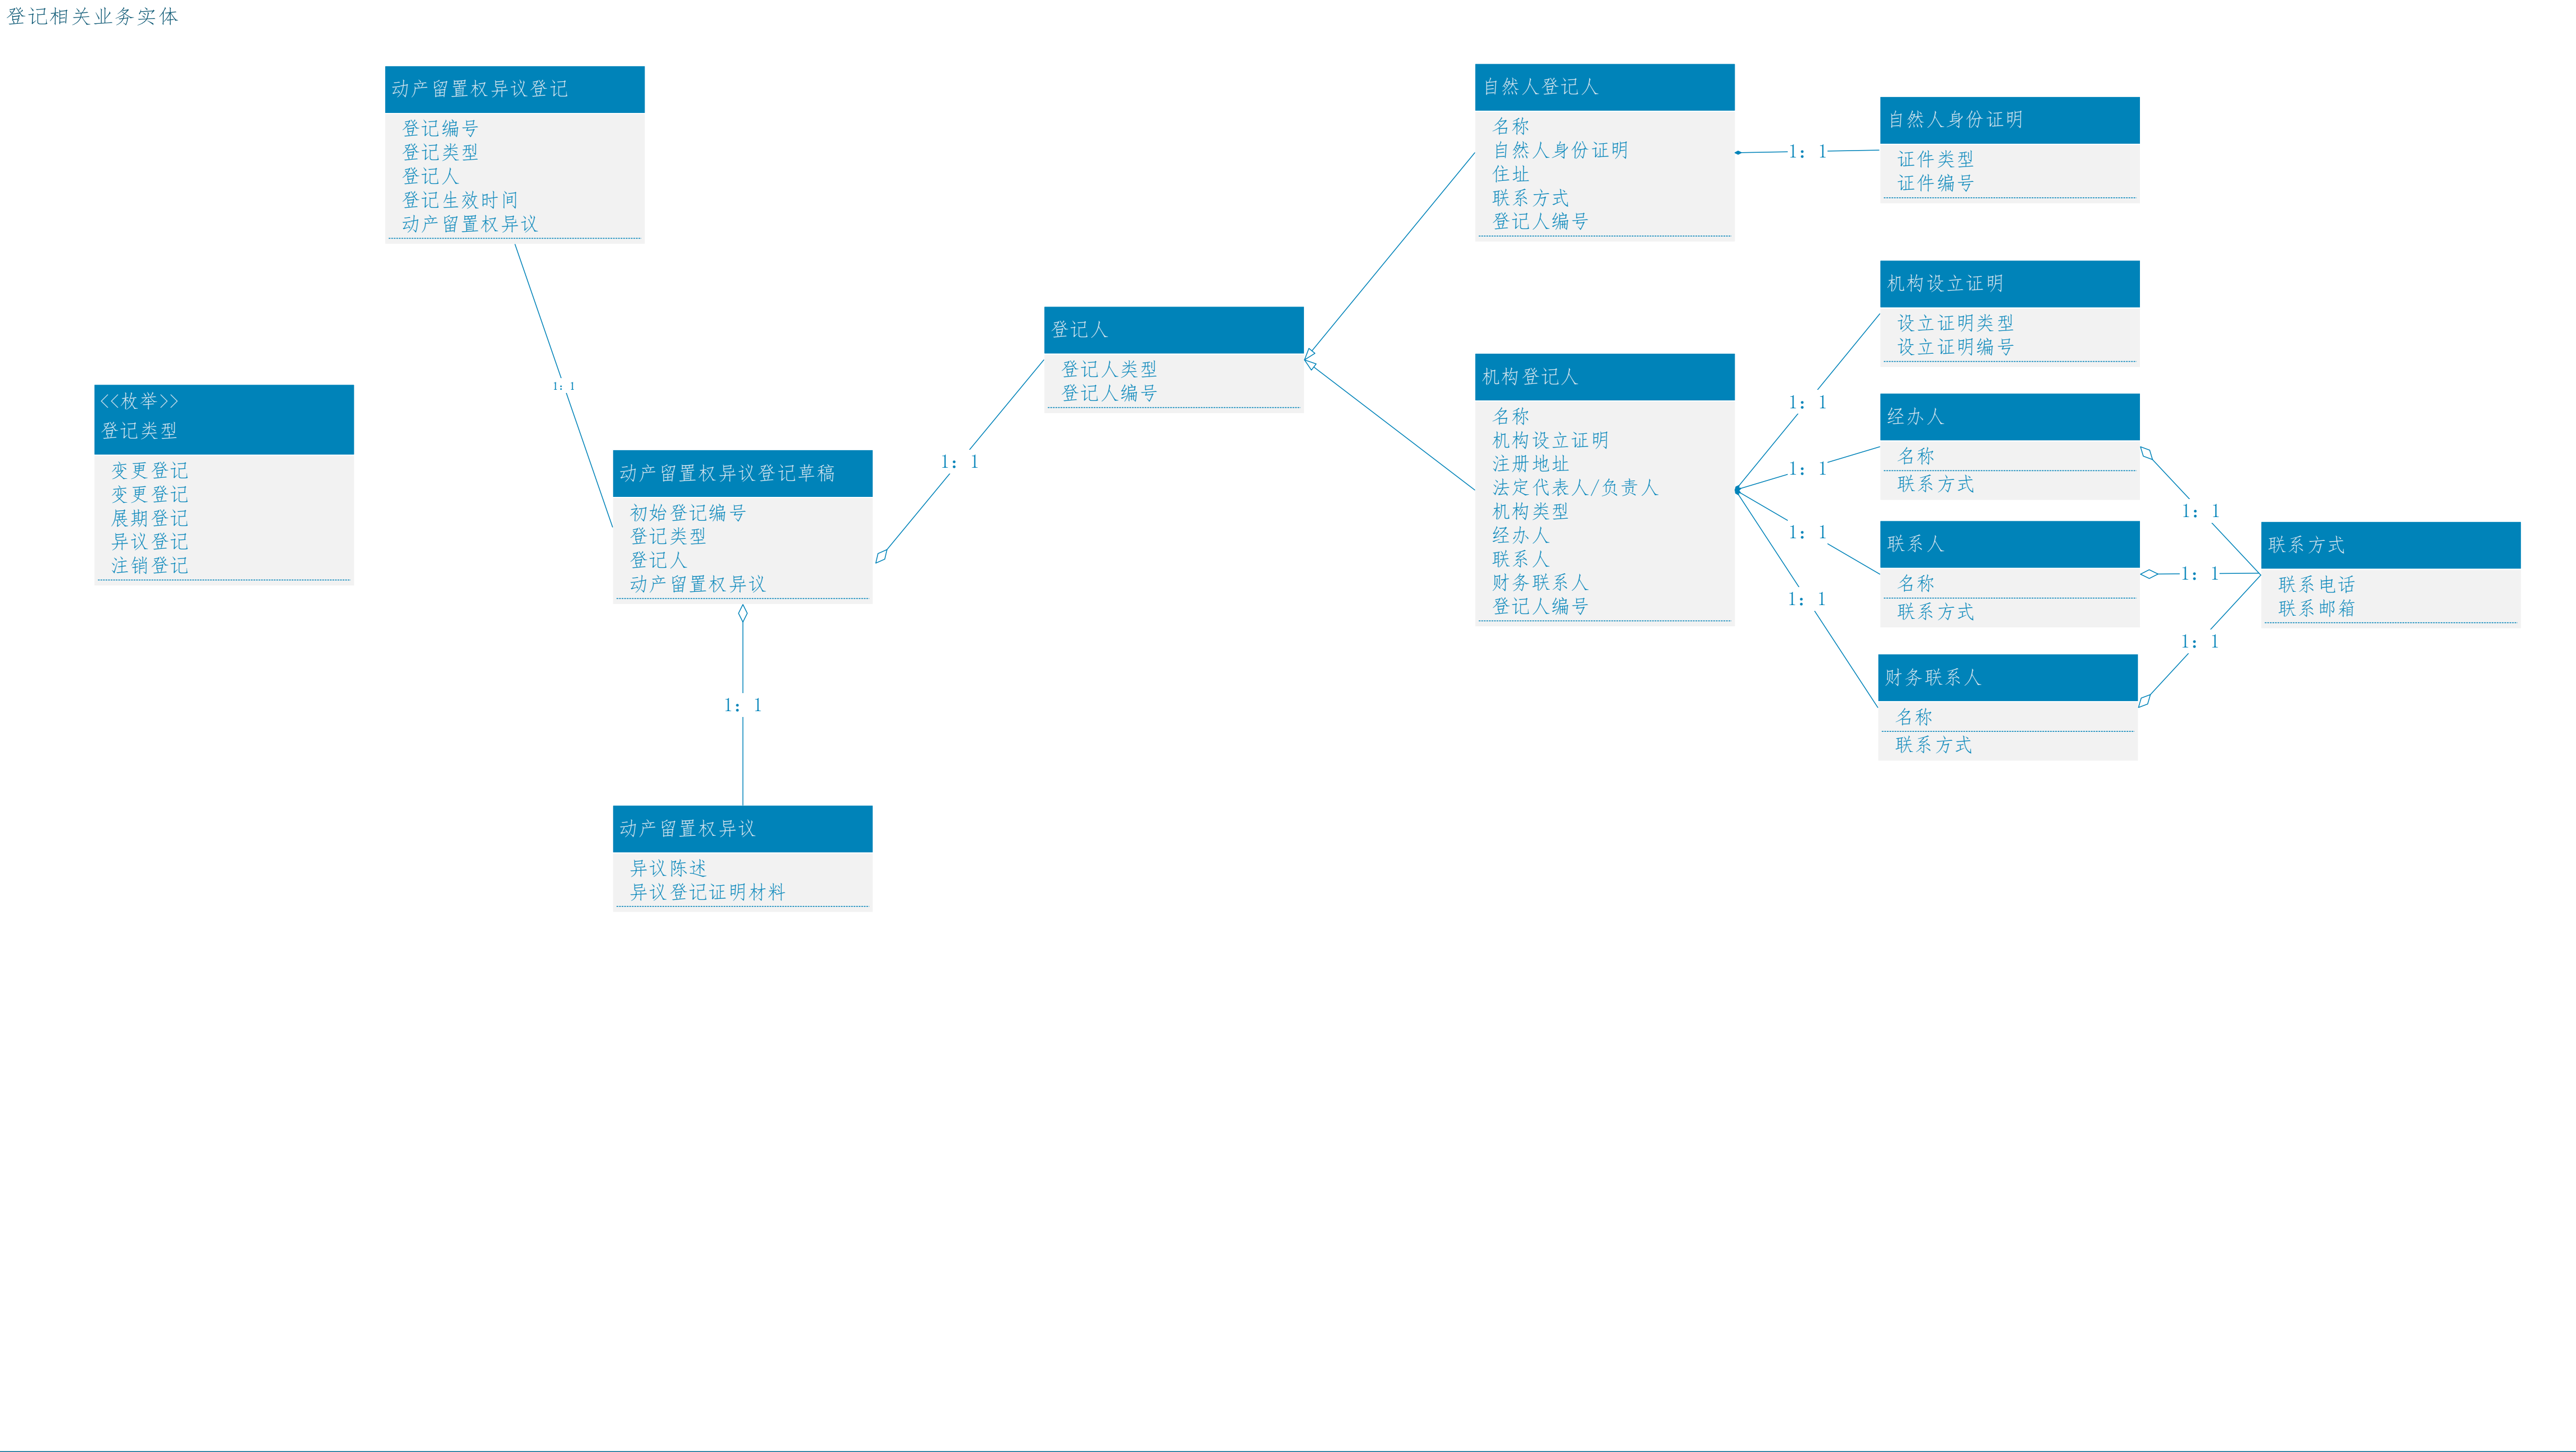 登记相关业务实体
动产留置权异议登记
登记编号
登记类型
登记人
登记生效时间
动产留置权异议
1:1
<<枚举>>
登记类型
变更登记
变更登记
展期登记
异议登记
注销登记
动产留置权异议登记草稿
初始登记编号
登记类型
登记人
动产留置权异议
1:1
动产留置权异议
异议陈述
异议登记证明材料
1:1
登记人
登记人类型
登记人编号
自然人登记人
名称
自然人身份证明
住址
联系方式
登记人编号
1:1
自然人身份证明
证件类型
证件编号
机构登记人
名称
机构设立证明
注册地址
法定代表人/负责人
机构类型
经办人
联系人
财务联系人
登记人编号
1:1
1:1
1:1
1:1
机构设立证明
设立证明类型
设立证明编号
经办人
名称
联系方式
联系人
名称
联系方式
财务联系人
名称
联系方式
1:1
1:1
1:1
联系方式
联系电话
联系邮箱